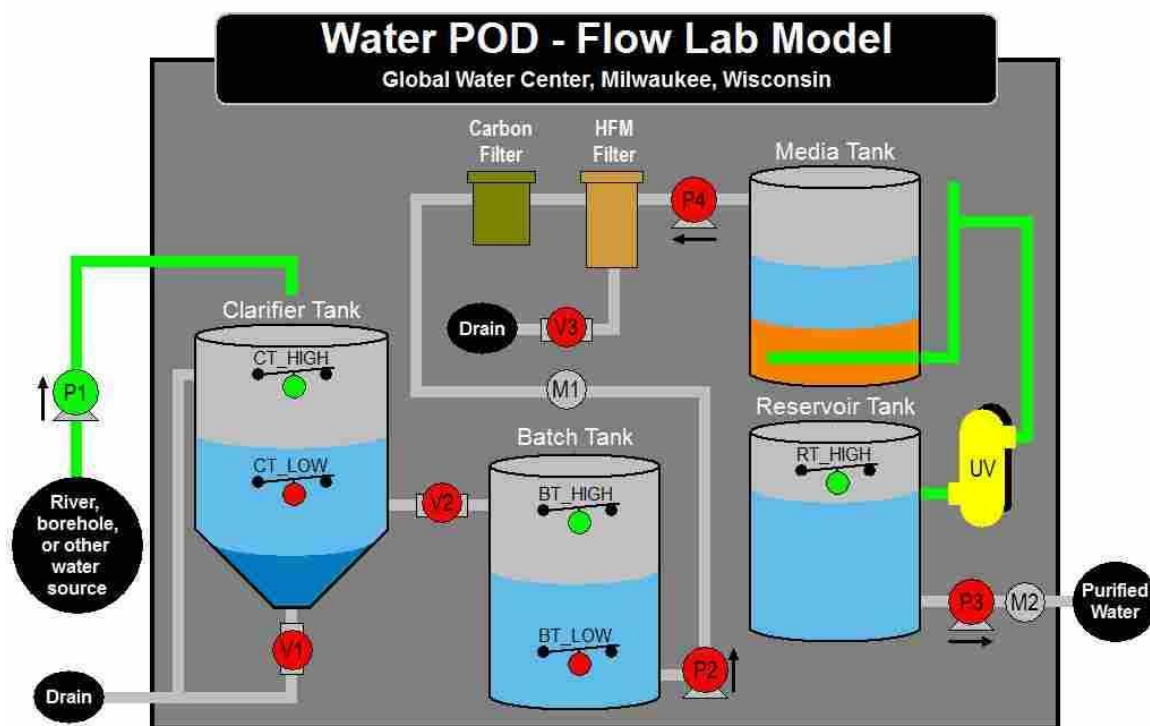 Water POD - Flow Lab Model
Global Water Center, Milwaukee, Wisconsin
Carbon
Filter
HFM
Filter
Media Tank
P4
Clarifier Tank
Drain
V3
CT_HIGH
P1
M1
Reservoir Tank
Batch Tank
RT_HIGH
UV
CT_LOW
BT_HIGH
V2
River,
borehole,
or other
water
source
P3
M2
Purified
Water
BT_LOW
V1
P2
Drain